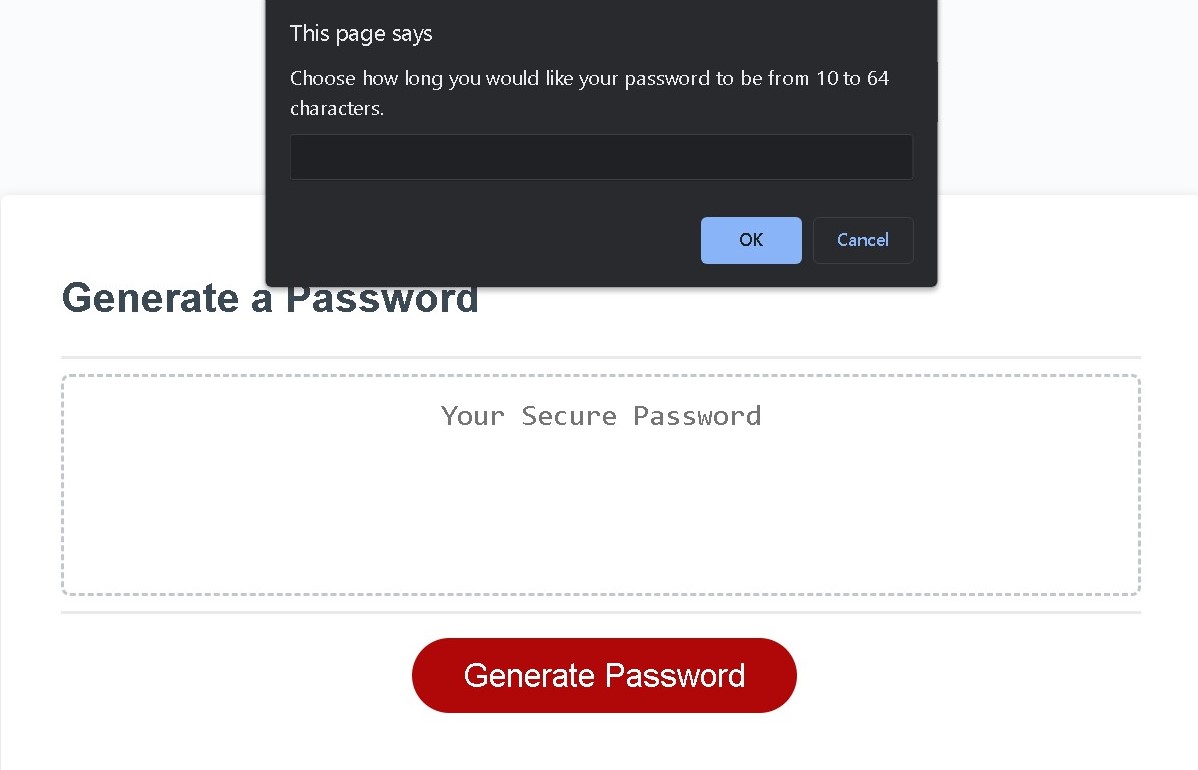 This page says
Choose how long you would like your password to be from 10 to 64
characters.
OK
Cancel
Generate a Password
Your Secure Password
Generate Password